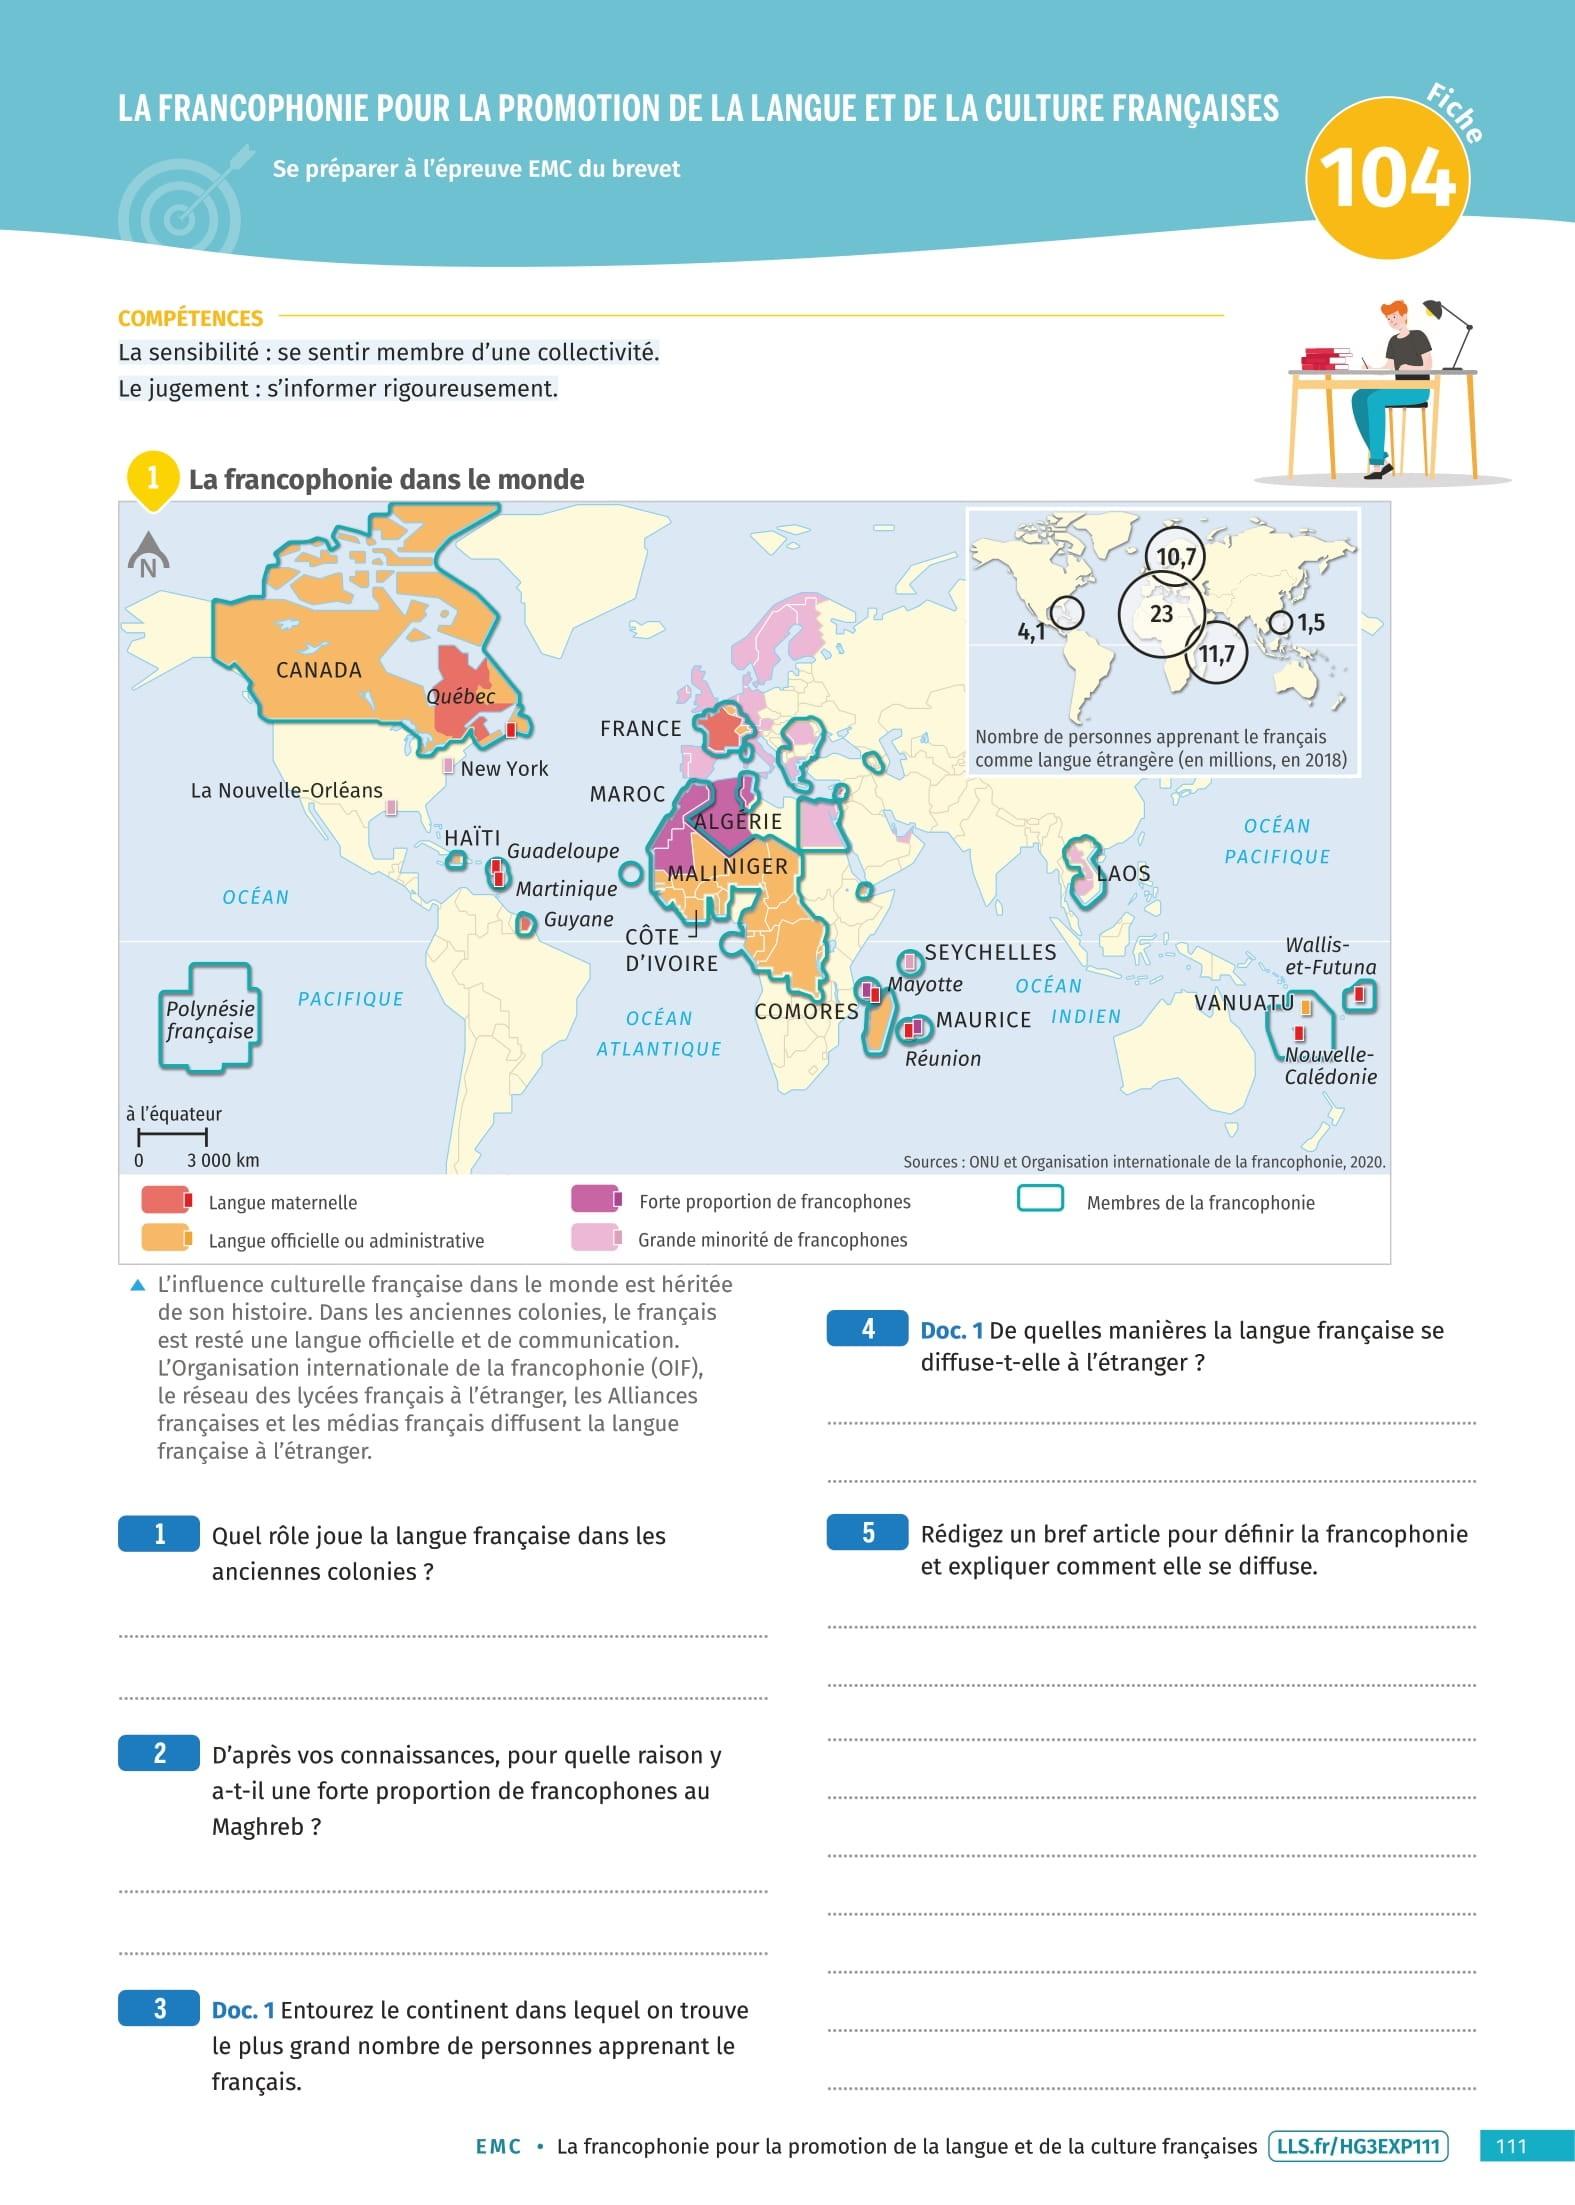 LA FRANCOPHONIE POUR LA PROMOTION DE LA LANGUE ET DE LA CULTURE FRANÇAISES
Se préparer à l'épreuve EMC du brevet
Fiche
104
COMPÉTENCES
La sensibilité : se sentir membre d'une collectivité.
Le jugement : s'informer rigoureusement.
1
La francophonie dans le monde
N
CANADA
Québec
New York
La Nouvelle-Orléans
HAÏTI
Guadeloupe
Martinique
Guyane
OCÉAN
PACIFIQUE
Polynésie
française
FRANCE
MAROC
ALGÉRIE
MALI
NIGER
CÔTE
D'IVOIRE
OCÉAN
ATLANTIQUE
COMORES
SEYCHELLES
Mayotte
MAURICE
Réunion
OCÉAN
INDIEN
LAOS
OCÉAN
PACIFIQUE
Wallis-
et-Futuna
VANUATU
Nouvelle-
Calédonie
10,7
23
4,1
11,7
1,5
Nombre de personnes apprenant le français
comme langue étrangère (en millions, en 2018)
à l'équateur
0 3 000 km
Sources : ONU et Organisation internationale de la francophonie, 2020.
Langue maternelle
Langue officielle ou administrative
Forte proportion de francophones
Grande minorité de francophones
Membres de la francophonie
L'influence culturelle française dans le monde est héritée
de son histoire. Dans les anciennes colonies, le français
est resté une langue officielle et de communication.
L'Organisation internationale de la francophonie (OIF),
le réseau des lycées français à l'étranger, les Alliances
françaises et les médias français diffusent la langue
française à l'étranger.
1 Quel rôle joue la langue française dans les
anciennes colonies ?
2 D'après vos connaissances, pour quelle raison y
a-t-il une forte proportion de francophones au
Maghreb ?
3 Doc. 1 Entourez le continent dans lequel on trouve
le plus grand nombre de personnes apprenant le
français.
4 Doc. 1 De quelles manières la langue française se
diffuse-t-elle à l'étranger ?
5 Rédigez un bref article pour définir la francophonie
et expliquer comment elle se diffuse.
EMC • La francophonie pour la promotion de la langue et de la culture françaises LLS.fr/HG3EXP111 111